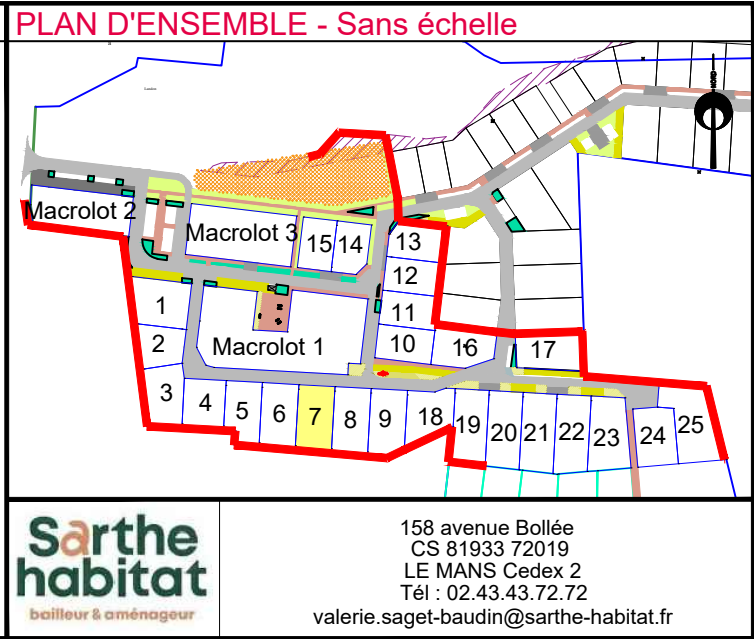 PLAN D'ENSEMBLE - Sans échelle
NORD
Macrolot 2
Macrolot 3
15
14
13
12
11
10
16
17
1
2
3
Macrolot 1
4
5
6
7
8
9
18
19
20
21
22
23
24
25
Sarthe
habitat
bailleur & aménageur
158 avenue Bollée
CS 81933 72019
LE MANS Cedex 2
Tél : 02.43.43.72.72
valerie.saget-baudin@sarthe-habitat.fr